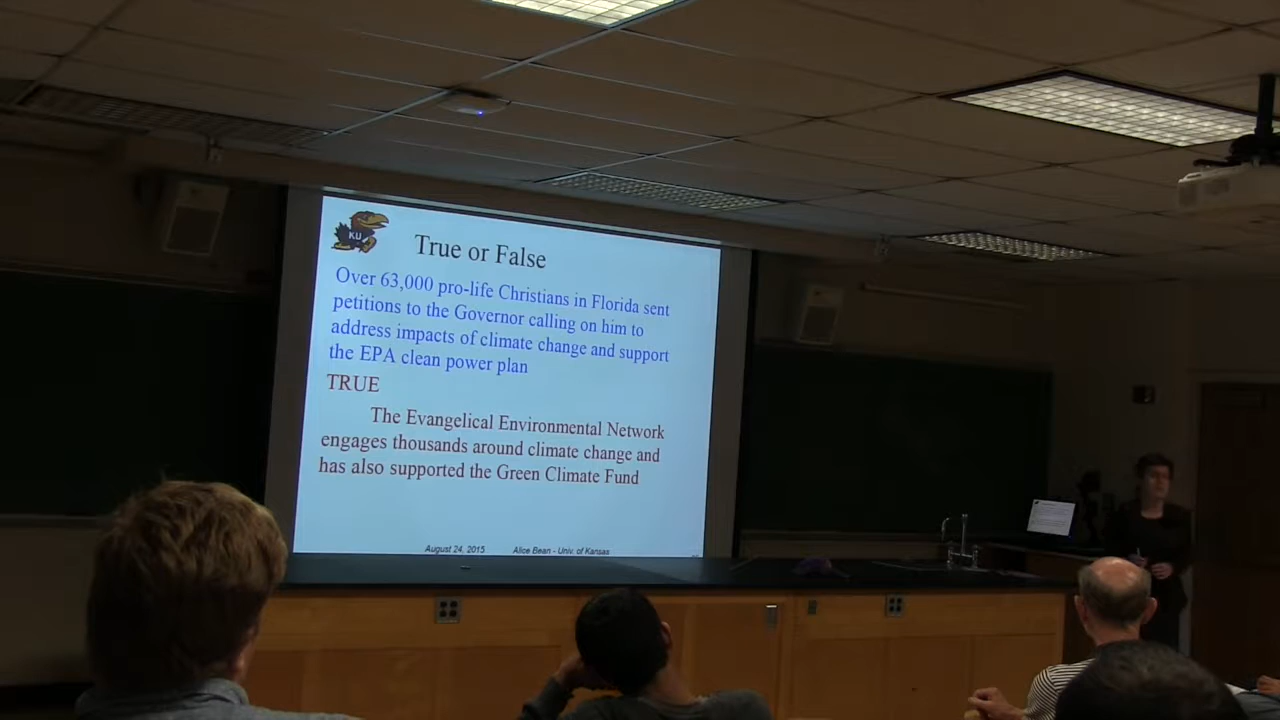 KU
True or False
Over 63,000 pro-life Christians in Florida sent
petitions to the Governor calling on him to
address impacts of climate change and support
the EPA clean power plan
TRUE
The Evangelical Environmental Network
engages thousands around climate change and
has also supported the Green Climate Fund
August 24, 2015 Alice Bean - Univ. of Kansas